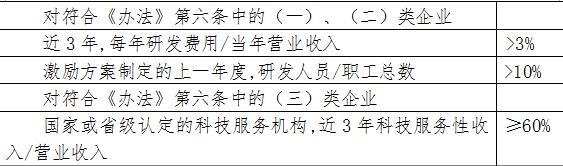 对符合《办法》第六条中的(一)、(二)类企业
近3年,每年研发费用/当年营业收入 >3%
激励方案制定的上一年度,研发人员/职工总数 >10%
对符合《办法》第六条中的(三)类企业
国家或省级认定的科技服务机构,近3年科技服务性收 ≥60%
入/营业收入